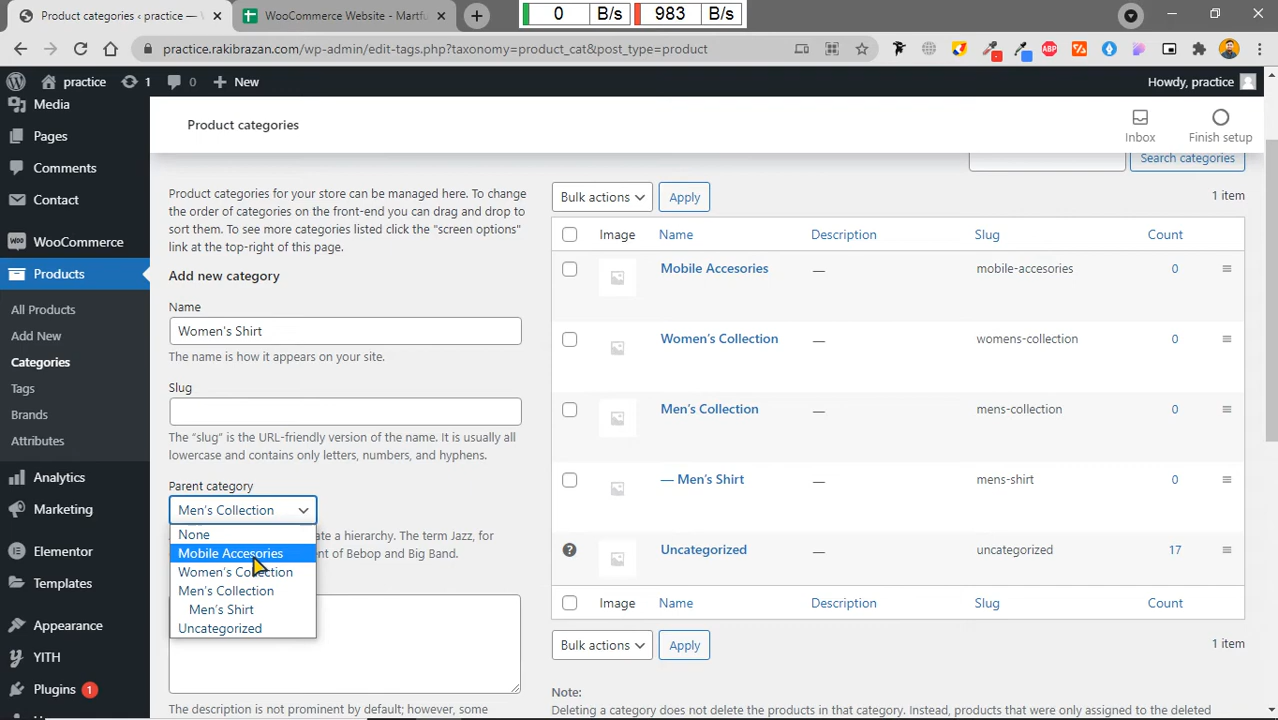 Product categories ‹ practice —
WooCommerce Website - Martfu
0 B/s 983 B/s
practice.rakibrazan.com/wp-admin/edit-tags.php?taxonomy=product_cat&post_type=product
ABP
practice
1
0
New
Howdy, practice
Media
Pages
Comments
Contact
WooCommerce
Products
All Products
Add New
Categories
Tags
Brands
Attributes
Analytics
Marketing
Elementor
Templates
Appearance
YITH
Plugins 1
Product categories
Inbox
Finish setup
Product categories for your store can be managed here. To change
the order of categories on the front-end you can drag and drop to
sort them. To see more categories listed click the "screen options"
link at the top-right of this page.
Add new category
Name
Women's Shirt
The name is how it appears on your site.
Slug
The "slug" is the URL-friendly version of the name. It is usually all
lowercase and contains only letters, numbers, and hyphens.
Parent category
Men's Collection
ate a hierarchy. The term Jazz, for
ent of Bebop and Big Band.
None
Mobile Accesories
Women's Collection
Men's Collection
Men's Shirt
Uncategorized
The description is not prominent by default; however, some
Search categories
Bulk actions Apply 1 item
Image Name Description Slug Count
Mobile Accesories — mobile-accesories 0
Women's Collection — womens-collection 0
Men's Collection — mens-collection 0
— Men's Shirt — mens-shirt 0
Uncategorized — uncategorized 17
Image Name Description Slug Count
Bulk actions Apply 1 item
Note:
Deleting a category does not delete the products in that category. Instead, products that were only assigned to the deleted